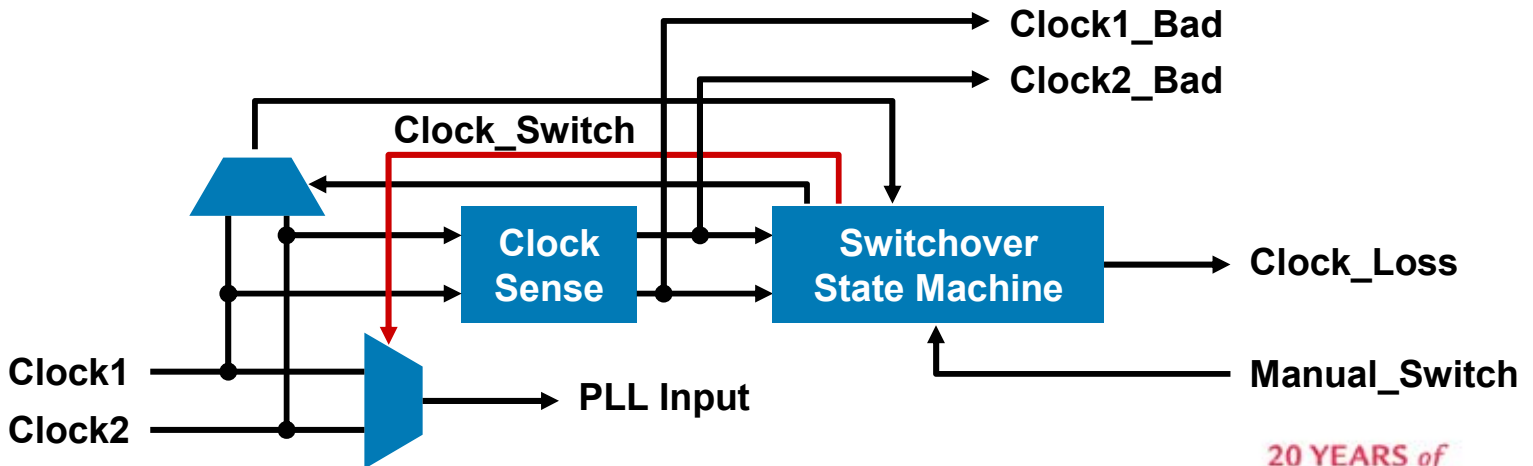 Clock1_Bad
Clock2_Bad
Clock_Switch
Clock
Sense
Switchover
State Machine
Clock_Loss
Clock1
Manual_Switch
PLL Input
Clock2
20 YEARS of